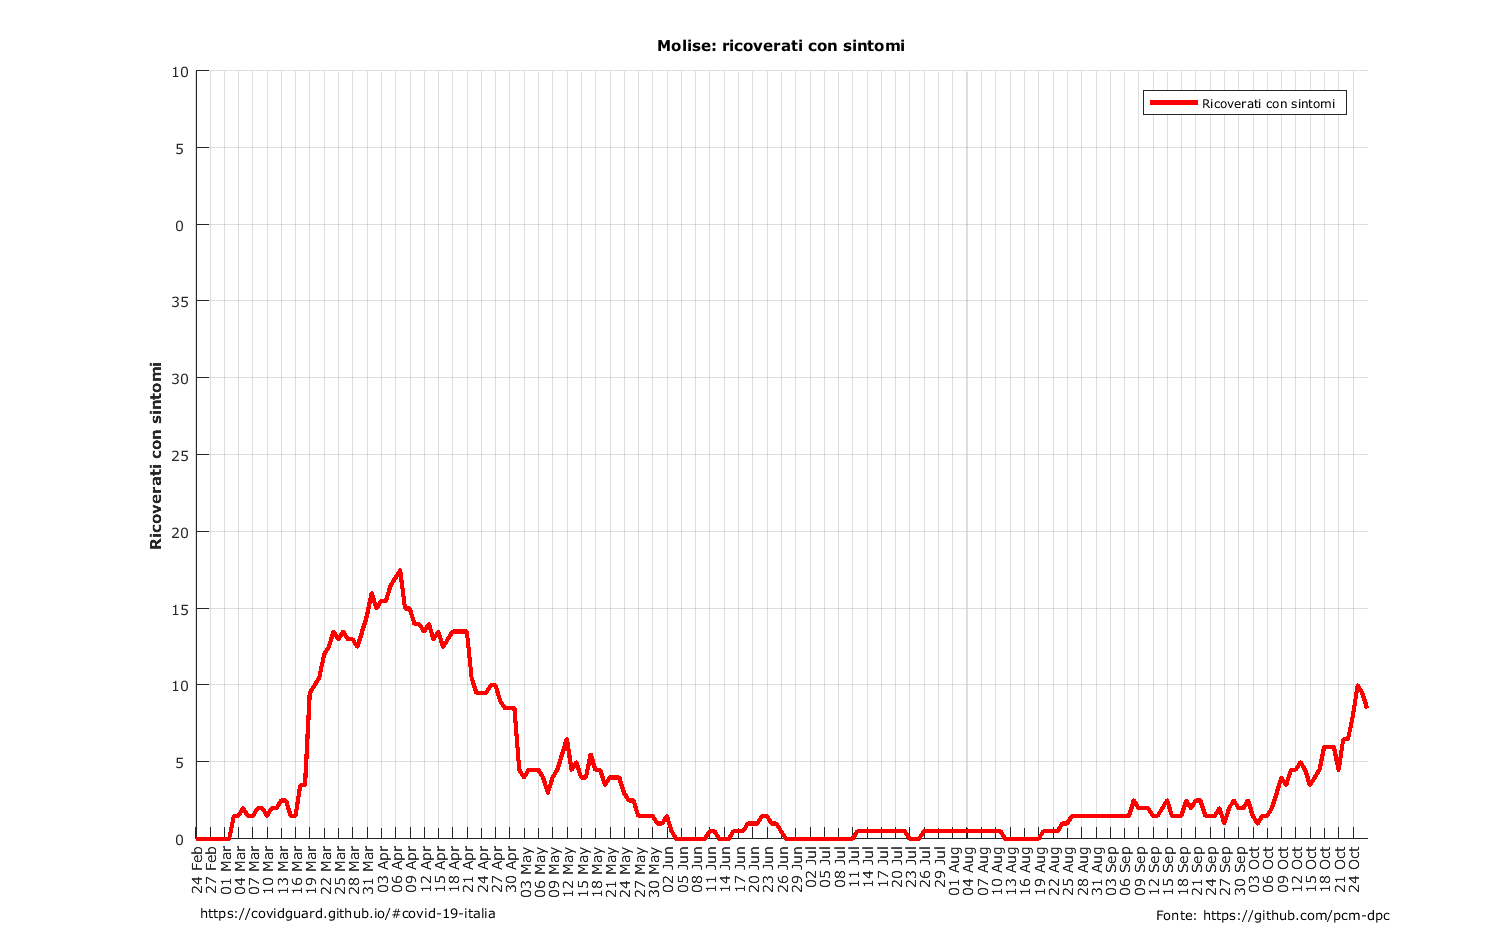 Molise: ricoverati con sintomi
Ricoverati con sintomi
10
5
0
35
30
25
20
15
10
5
0
Ricoverati con sintomi
24 Feb
27 Feb
01 Mar
04 Mar
07 Mar
10 Mar
13 Mar
16 Mar
19 Mar
22 Mar
25 Mar
28 Mar
31 Mar
03 Apr
06 Apr
09 Apr
12 Apr
15 Apr
18 Apr
21 Apr
24 Apr
27 Apr
30 Apr
03 May
06 May
09 May
12 May
15 May
18 May
21 May
24 May
27 May
30 May
02 Jun
05 Jun
08 Jun
11 Jun
14 Jun
17 Jun
20 Jun
23 Jun
26 Jun
29 Jun
02 Jul
05 Jul
08 Jul
11 Jul
14 Jul
17 Jul
20 Jul
23 Jul
26 Jul
29 Jul
01 Aug
04 Aug
07 Aug
10 Aug
13 Aug
16 Aug
19 Aug
22 Aug
25 Aug
28 Aug
31 Aug
03 Sep
06 Sep
09 Sep
12 Sep
15 Sep
18 Sep
21 Sep
24 Sep
27 Sep
30 Sep
03 Oct
06 Oct
09 Oct
12 Oct
15 Oct
18 Oct
21 Oct
24 Oct
https://covidguard.github.io/#covid-19-italia
Fonte: https://github.com/pcm-dpc